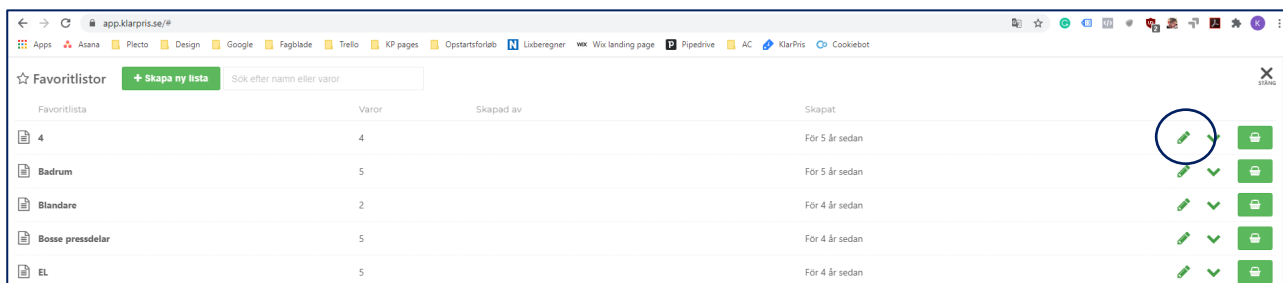 app.klarpris.se/#
Apps Asana Plecto Design Google Fagblade Trello KP pages Opstartsforløb N Lixberegner WIX Wix landing page P Pipedrive AC KlarPris Cookiebot
Favoritlistor + Skapa ny lista Sök efter namn eller varor X
STÄNG
Favoritlista Varor Skapad av Skapat
4 4 För 5 år sedan
Badrum 5 För 5 år sedan
Blandare 2 För 4 år sedan
Bosse pressdelar 5 För 4 år sedan
EL 5 För 4 år sedan